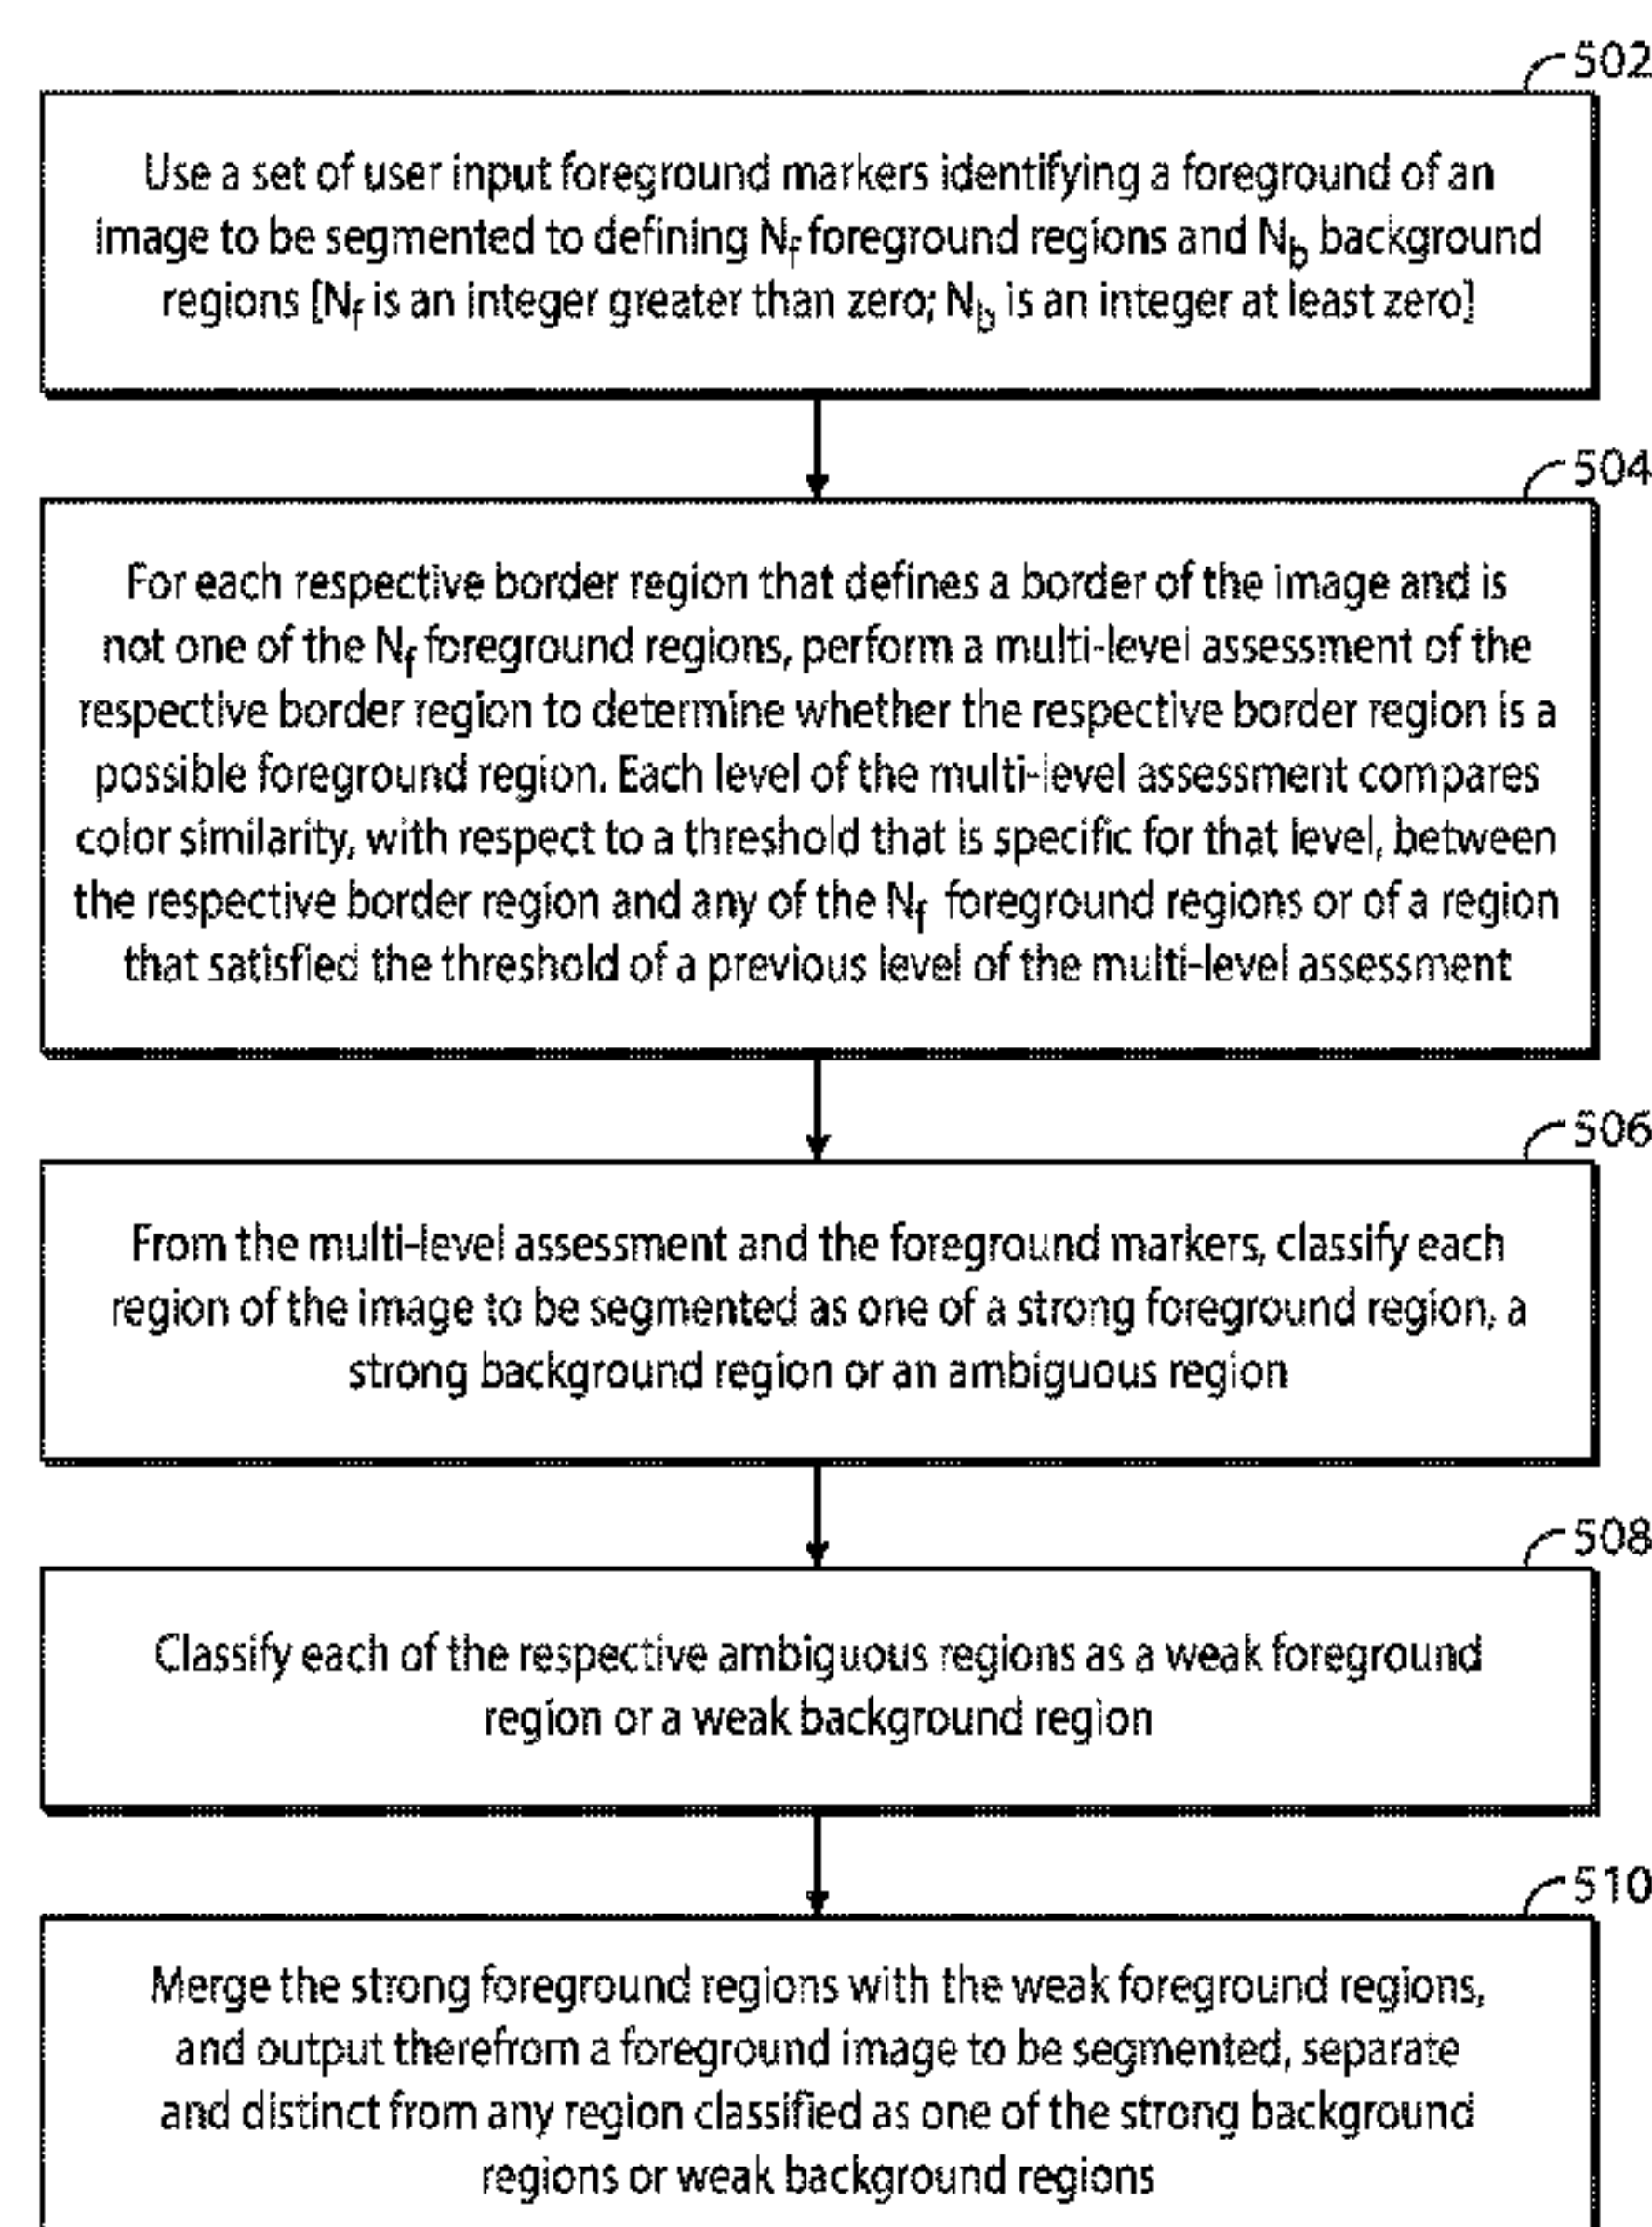 502
Use a set of user input foreground markers identifying a foreground of an
image to be segmented to defining Nf foreground regions and Nb background
regions [Nf is an integer greater than zero; Nb is an integer at least zero]
504
For each respective border region that defines a border of the image and is
not one of the Nf foreground regions, perform a multi-level assessment of the
respective border region to determine whether the respective border region is a
possible foreground region. Each level of the multi-level assessment compares
color similarity, with respect to a threshold that is specific for that level, between
the respective border region and any of the Nf foreground regions or of a region
that satisfied the threshold of a previous level of the multi-level assessment
506
From the multi-level assessment and the foreground markers, classify each
region of the image to be segmented as one of a strong foreground region, a
strong background region or an ambiguous region
508
Classify each of the respective ambiguous regions as a weak foreground
region or a weak background region
510
Merge the strong foreground regions with the weak foreground regions,
and output therefrom a foreground image to be segmented, separate
and distinct from any region classified as one of the strong background
regions or weak background regions